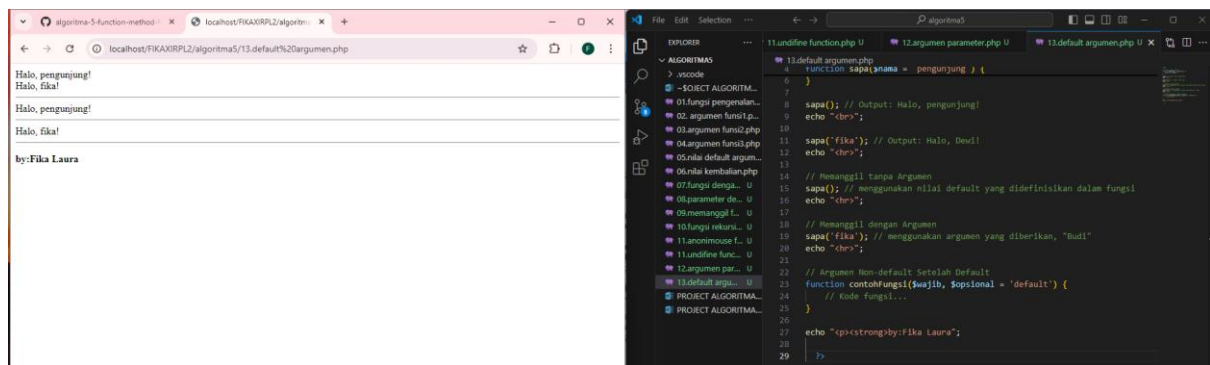 algoritma-5-function-method-
localhost/FIKAXIRPL2/algoritm
localhost/FIKAXIRPL2/algoritma5/13.default%20argumen.php
Halo, pengunjung!
Halo, fika!
Halo, pengunjung!
Halo, fika!
by:Fika Laura
File Edit Selection ...
algoritma5
EXPLORER
ALGORITMA5
.vscode
~$OJECT ALGORITM...
01.fungsi pengenalan...
02. argumen funsi1.p...
03.argumen funsi2.php
04.argumen funsi3.php
05.nilai default argum...
06.nilai kembalian.php
07.fungsi denga... U
08.parameter de... U
09.memanggil f... U
10.fungsi rekursi... U
11.anonimouse f... U
11.undifine func... U
12.argumen par... U
13.default argu... U
PROJECT ALGORITMA...
PROJECT ALGORITMA...
11.undifine function.php U
12.argumen parameter.php U
13.default argumen.php U
13.default argumen.php
4 function sapa($nama = pengunjung ) {
6 }
7
8 sapa(); // Output: Halo, pengunjung!
9 echo "<br>";
10
11 sapa('fika'); // Output: Halo, Dewi!
12 echo "<hr>";
13
14 // Memanggil tanpa Argumen
15 sapa(); // menggunakan nilai default yang didefinisikan dalam fungsi
16 echo "<hr>";
17
18 // Memanggil dengan Argumen
19 sapa('fika'); // menggunakan argumen yang diberikan, "Budi"
20 echo "<hr>";
21
22 // Argumen Non-default Setelah Default
23 function contohFungsi($wajib, $opsional = 'default') {
24 // Kode fungsi...
25 }
26
27 echo "<p><strong>by:Fika Laura";
28
29 ?>